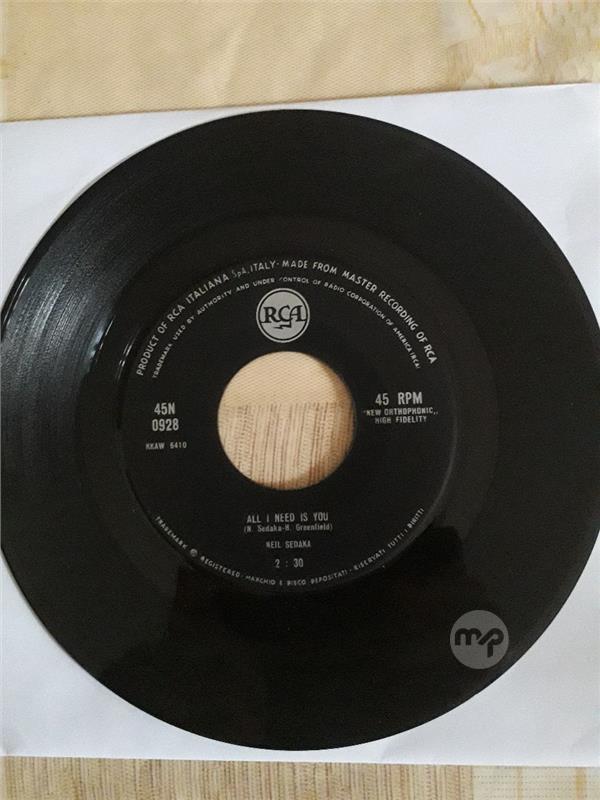 PRODUCT OF RCA ITALIANA SpA, ITALY - MADE FROM MASTER RECORDING OF RCA
TRADEMARK USED BY AUTHORITY AND UNDER CONTROL OF RADIO CORPORATION OF AMERICA (RCA)
RCA
45N
0928
KKAW 5410
45 RPM
"NEW ORTHOPHONIC,,
HIGH FIDELITY
ALL I NEED IS YOU
(N. Sedaka-H. Greenfield)
NEIL SEDAKA
2 : 30
TRADEMARK ® REGISTERED - MARCHIO E DISCO DEPOSITATI - RISERVATI TUTTI I DIRITTI
mp